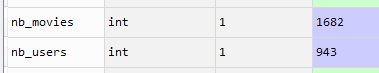 nb_movies int 1 1682
nb_users int 1 943